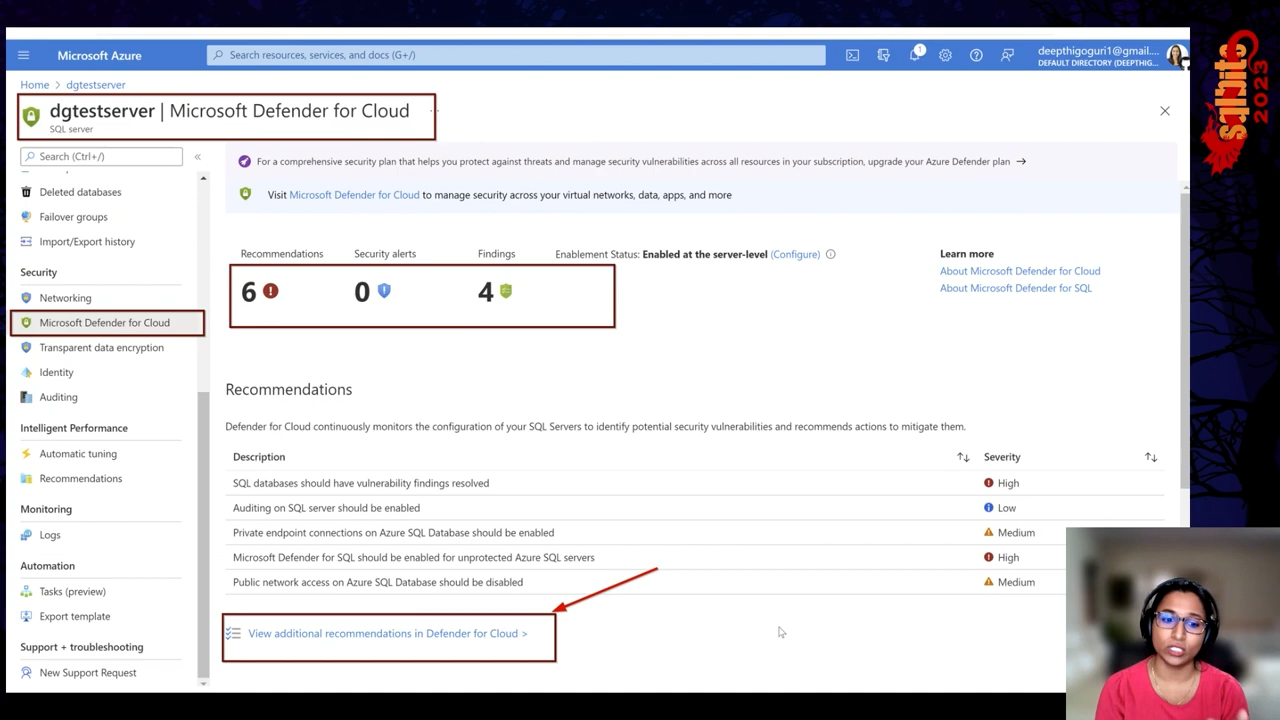 Microsoft Azure
Search resources, services, and docs (G+/)
1
deepthigoguri1@gmail....
DEFAULT DIRECTORY (DEEPTHIG...
sqlbits
2023
Home > dgtestserver
dgtestserver | Microsoft Defender for Cloud
...
SQL server
Search (Ctrl+/)
«
Deleted databases
Failover groups
Import/Export history
Security
Networking
Microsoft Defender for Cloud
Transparent data encryption
Identity
Auditing
Intelligent Performance
Automatic tuning
Recommendations
Monitoring
Logs
Automation
Tasks (preview)
Export template
Support + troubleshooting
New Support Request
For a comprehensive security plan that helps you protect against threats and manage security vulnerabilities across all resources in your subscription, upgrade your Azure Defender plan →
Visit Microsoft Defender for Cloud to manage security across your virtual networks, data, apps, and more
Recommendations
6
Security alerts
0
Findings
4
Enablement Status: Enabled at the server-level (Configure)
Learn more
About Microsoft Defender for Cloud
About Microsoft Defender for SQL
Recommendations
Defender for Cloud continuously monitors the configuration of your SQL Servers to identify potential security vulnerabilities and recommends actions to mitigate them.
Description ↑↓ Severity ↑↓
SQL databases should have vulnerability findings resolved High
Auditing on SQL server should be enabled Low
Private endpoint connections on Azure SQL Database should be enabled Medium
Microsoft Defender for SQL should be enabled for unprotected Azure SQL servers High
Public network access on Azure SQL Database should be disabled Medium
View additional recommendations in Defender for Cloud >